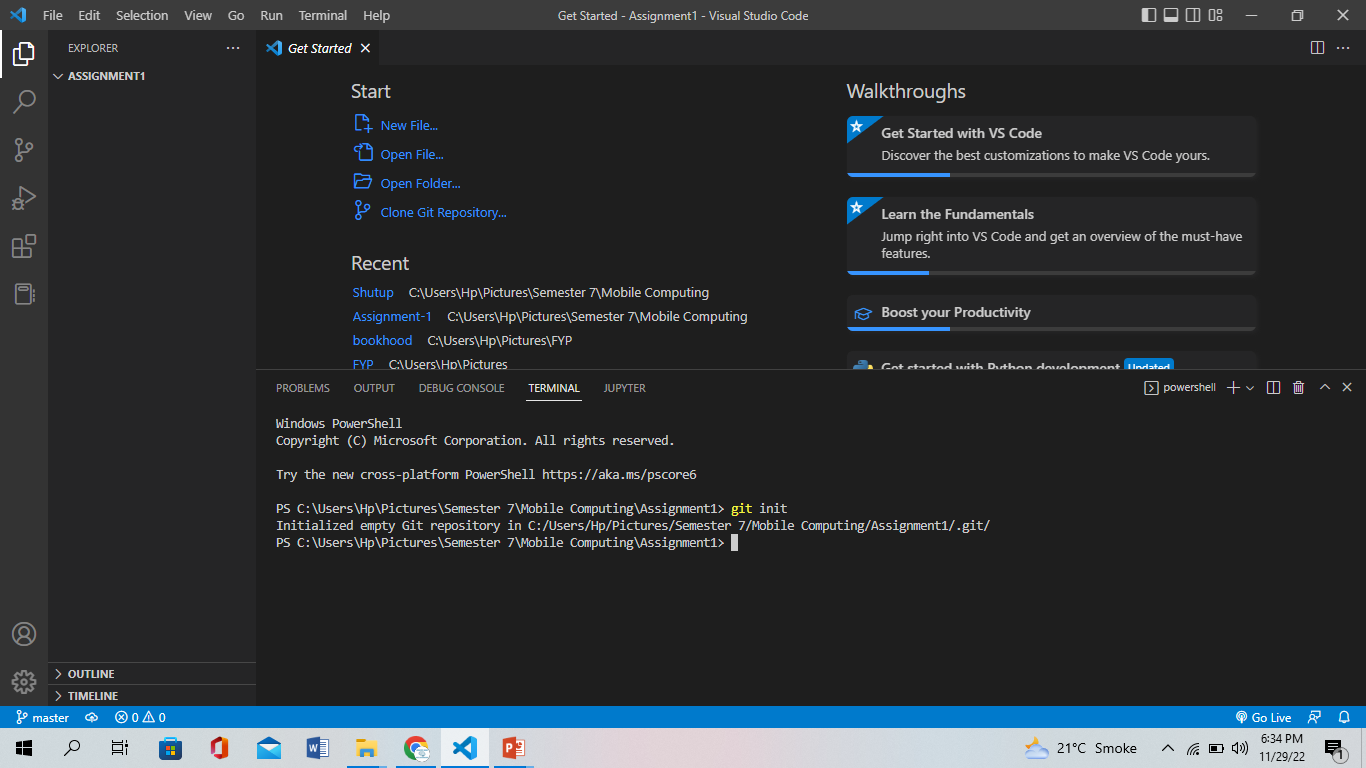 File Edit Selection View Go Run Terminal Help
Get Started - Assignment1 - Visual Studio Code
EXPLORER
ASSIGNMENT1
OUTLINE
TIMELINE
Get Started
Start
New File...
Open File...
Open Folder...
Clone Git Repository...
Recent
Shutup C:\Users\Hp\Pictures\Semester 7\Mobile Computing
Assignment-1 C:\Users\Hp\Pictures\Semester 7\Mobile Computing
bookhood C:\Users\Hp\Pictures\FYP
FYP C:\Users\Hp\Pictures
Walkthroughs
Get Started with VS Code
Discover the best customizations to make VS Code yours.
Learn the Fundamentals
Jump right into VS Code and get an overview of the must-have
features.
Boost your Productivity
Get started with Python development Updated
PROBLEMS OUTPUT DEBUG CONSOLE TERMINAL JUPYTER
powershell
Windows PowerShell
Copyright (C) Microsoft Corporation. All rights reserved.
Try the new cross-platform PowerShell https://aka.ms/pscore6
PS C:\Users\Hp\Pictures\Semester 7\Mobile Computing\Assignment1> git init
Initialized empty Git repository in C:/Users/Hp/Pictures/Semester 7/Mobile Computing/Assignment1/.git/
PS C:\Users\Hp\Pictures\Semester 7\Mobile Computing\Assignment1>
master 0 0
Go Live
21°C Smoke
6:34 PM
11/29/22
1